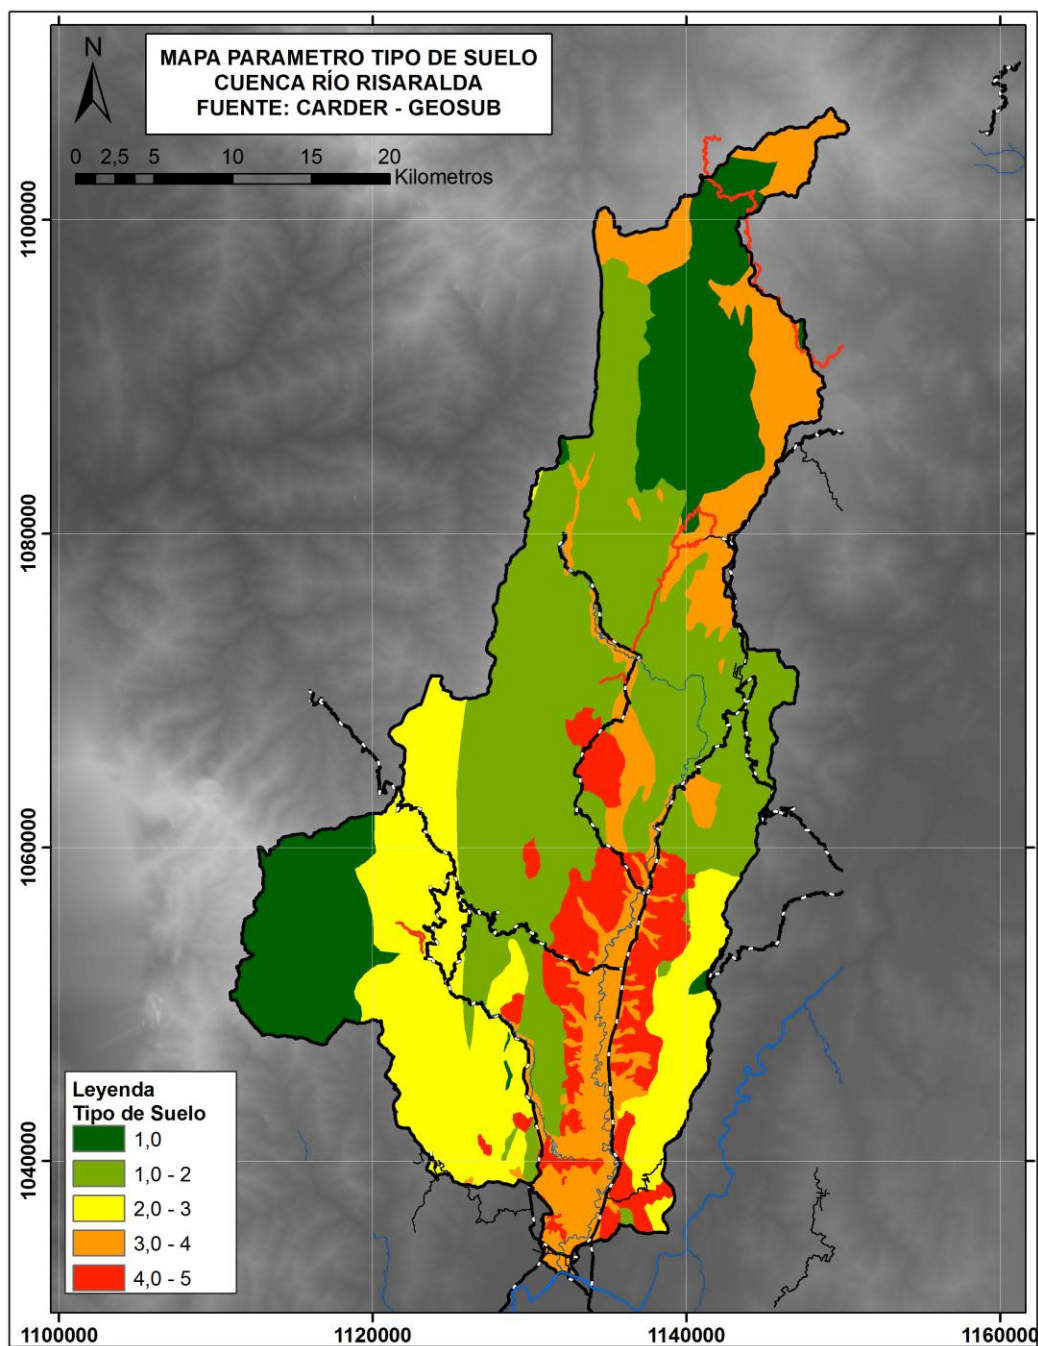 MAPA PARAMETRO TIPO DE SUELO
CUENCA RÍO RISARALDA
FUENTE: CARDER - GEOSUB
N
0 2,5 5 10 15 20
Kilometros
1100000
1080000
1060000
1040000
Leyenda
Tipo de Suelo
1,0
1,0 - 2
2,0 - 3
3,0 - 4
4,0 - 5
1100000 1120000 1140000 1160000